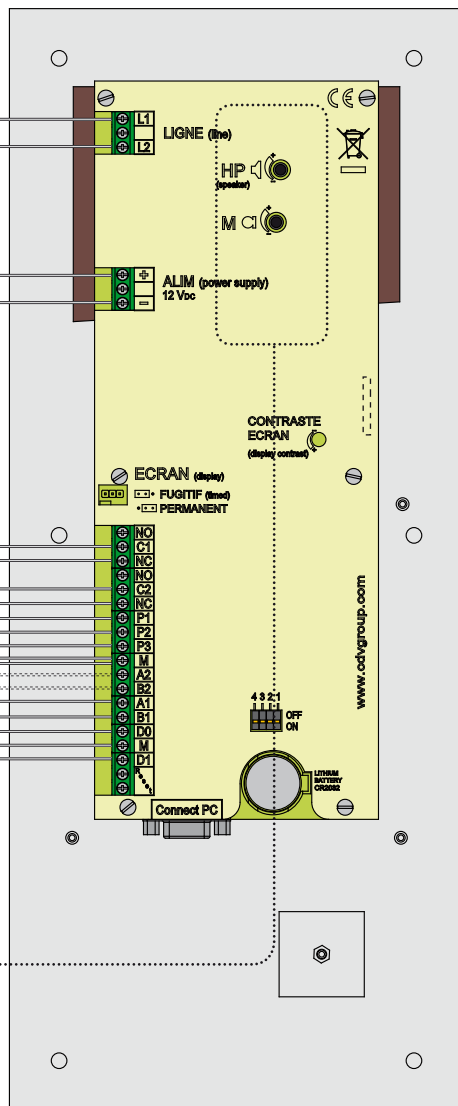 L1
LIGNE (line)
L2
HP
(speaker)
M
+
ALIM (power supply)
12 VDC
−
CONTRASTE
ECRAN
(display contrast)
ECRAN (display)
FUGITIF (timed)
PERMANENT
NO
C1
NC
NO
C2
NC
P1
P2
P3
M
A2
B2
A1
B1
D0
M
D1
R
t
www.cdvgroup.com
4 3 2 1
OFF
ON
LITHIUM
BATTERY
CR2032
Connect PC